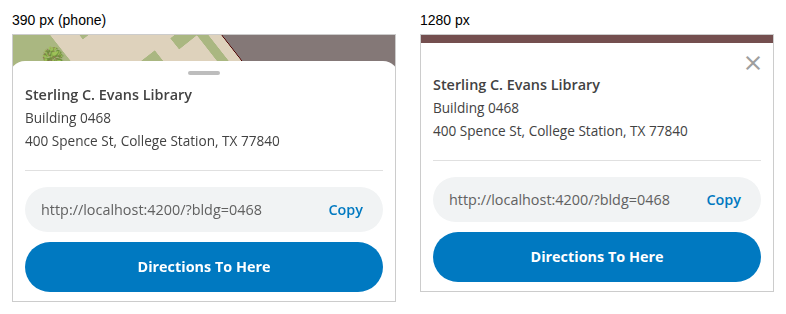 390 px (phone)
Sterling C. Evans Library
Building 0468
400 Spence St, College Station, TX 77840
http://localhost:4200/?bldg=0468 Copy
Directions To Here
1280 px
Sterling C. Evans Library
Building 0468
400 Spence St, College Station, TX 77840
http://localhost:4200/?bldg=0468 Copy
Directions To Here